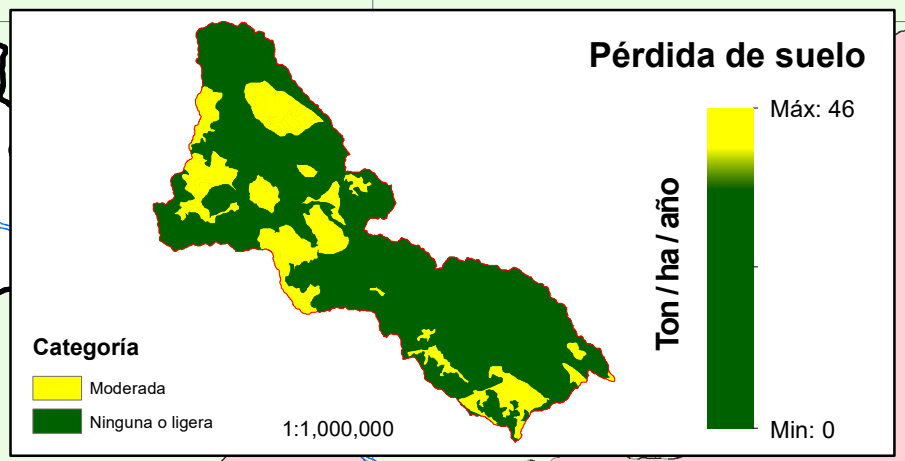 Pérdida de suelo
Máx: 46
Ton / ha / año
Min: 0
Categoría
Moderada
Ninguna o ligera
1:1,000,000